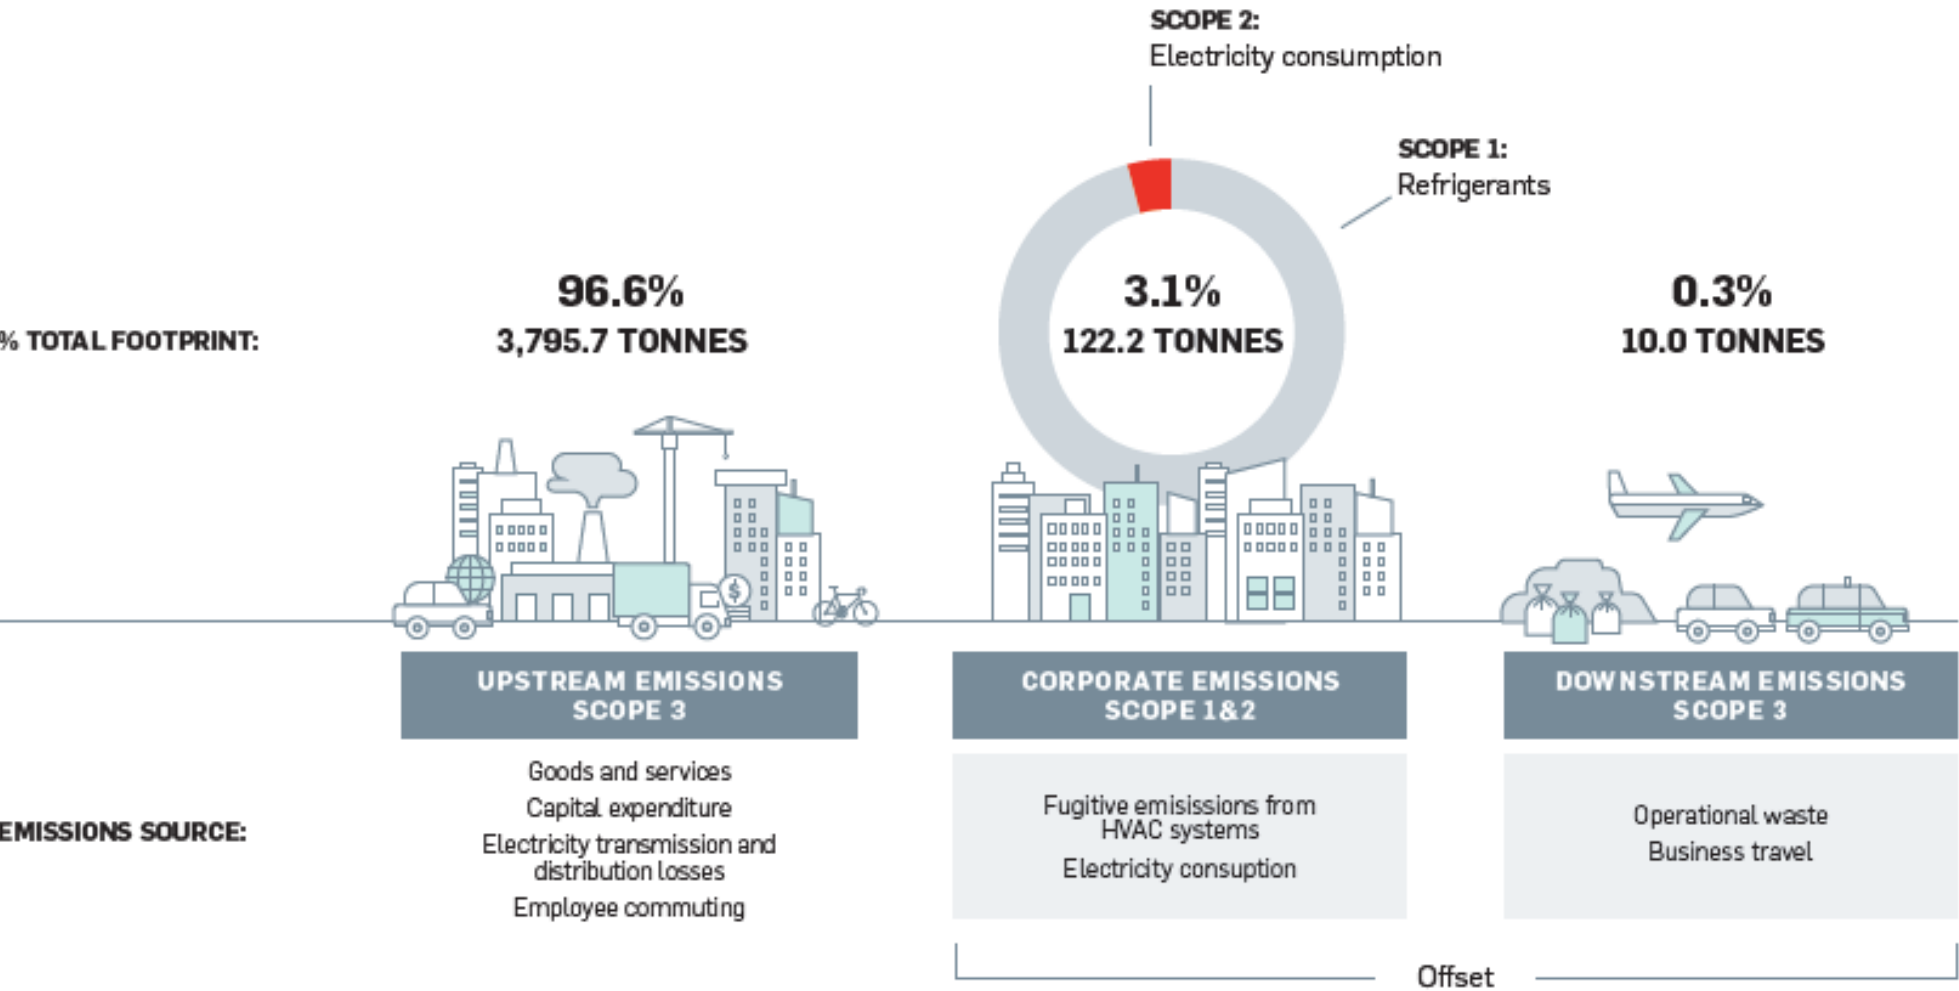 SCOPE 2:
Electricity consumption
SCOPE 1:
Refrigerants
% TOTAL FOOTPRINT:
96.6%
3,795.7 TONNES
3.1%
122.2 TONNES
0.3%
10.0 TONNES
$
UPSTREAM EMISSIONS
SCOPE 3
CORPORATE EMISSIONS
SCOPE 1&2
DOWNSTREAM EMISSIONS
SCOPE 3
EMISSIONS SOURCE:
Goods and services
Capital expenditure
Electricity transmission and
distribution losses
Employee commuting
Fugitive emisissions from
HVAC systems
Electricity consuption
Operational waste
Business travel
Offset